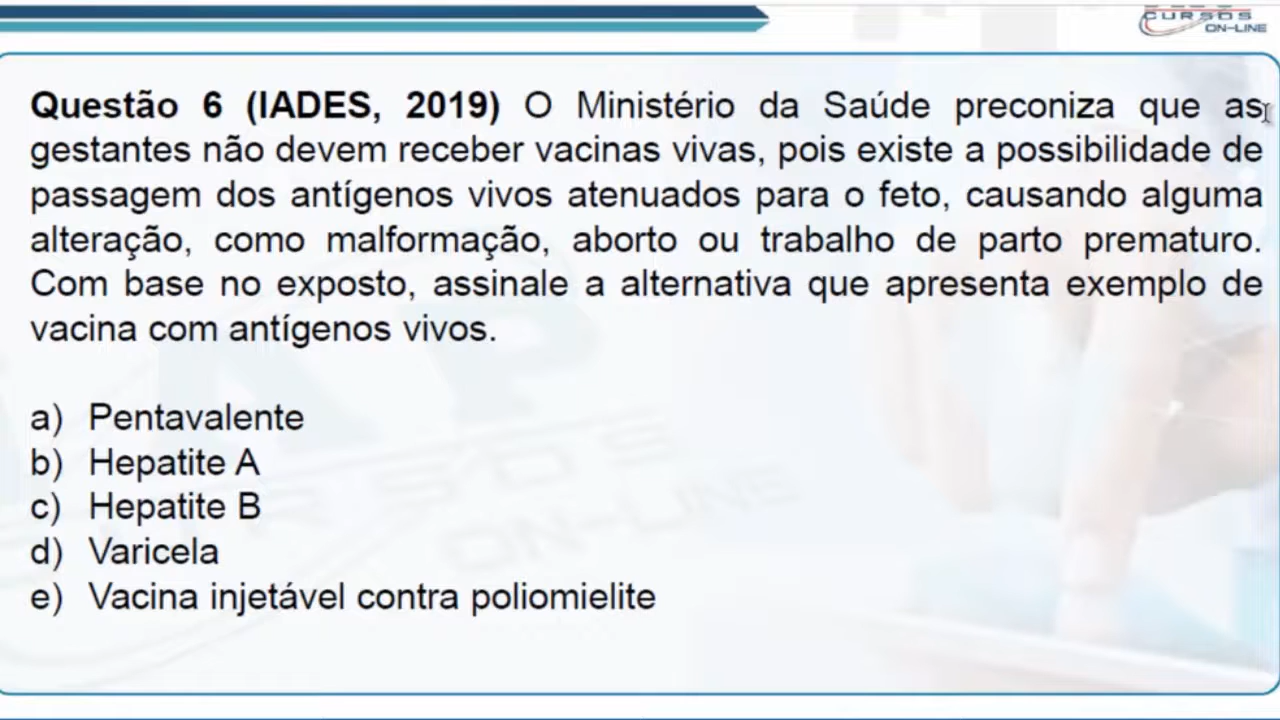 CURSOS
ON-LINE
Questão 6 (IADES, 2019) O Ministério da Saúde preconiza que as
gestantes não devem receber vacinas vivas, pois existe a possibilidade de
passagem dos antígenos vivos atenuados para o feto, causando alguma
alteração, como malformação, aborto ou trabalho de parto prematuro.
Com base no exposto, assinale a alternativa que apresenta exemplo de
vacina com antígenos vivos.
a) Pentavalente
b) Hepatite A
c) Hepatite B
d) Varicela
e) Vacina injetável contra poliomielite